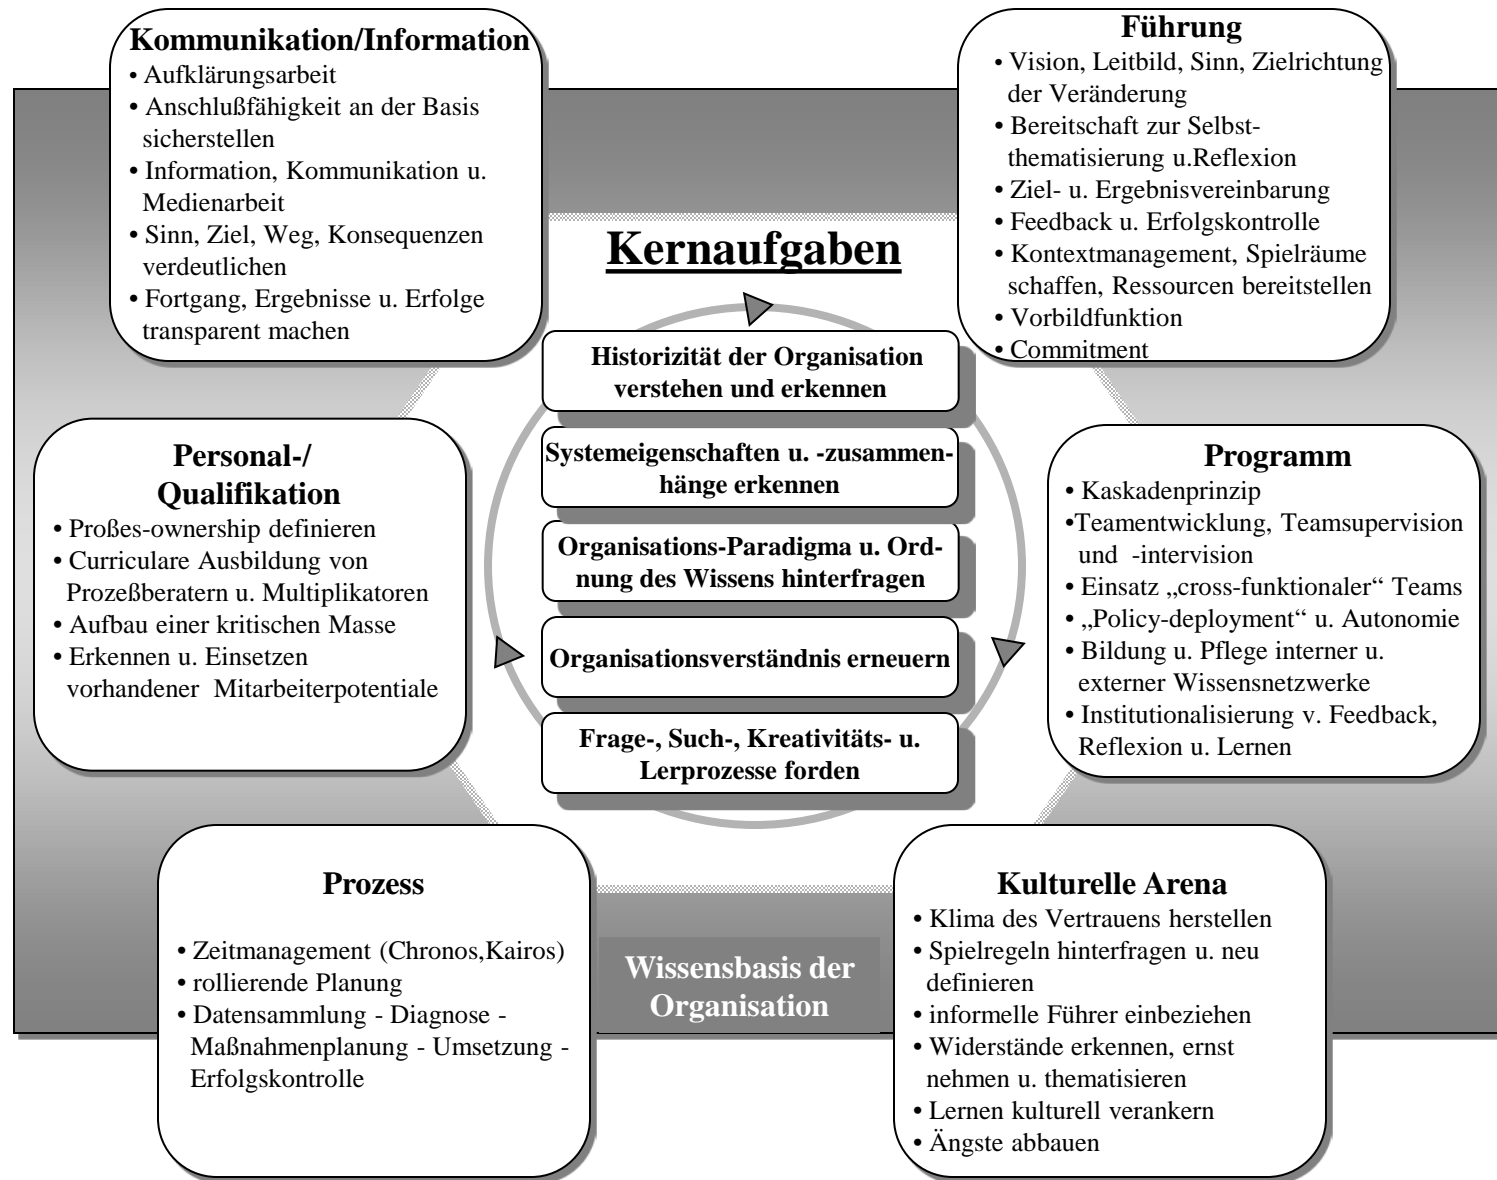 Kommunikation/Information
• Aufklärungsarbeit
• Anschlußfähigkeit an der Basis
sicherstellen
• Information, Kommunikation u.
Medienarbeit
• Sinn, Ziel, Weg, Konsequenzen
verdeutlichen
• Fortgang, Ergebnisse u. Erfolge
transparent machen
Führung
• Vision, Leitbild, Sinn, Zielrichtung
der Veränderung
• Bereitschaft zur Selbst-
thematisierung u.Reflexion
• Ziel- u. Ergebnisvereinbarung
• Feedback u. Erfolgskontrolle
• Kontextmanagement, Spielräume
schaffen, Ressourcen bereitstellen
• Vorbildfunktion
• Commitment
Kernaufgaben
Historizität der Organisation
verstehen und erkennen
Systemeigenschaften u. -zusammen-
hänge erkennen
Organisations-Paradigma u. Ord-
nung des Wissens hinterfragen
Organisationsverständnis erneuern
Frage-, Such-, Kreativitäts- u.
Lerprozesse forden
Personal-/
Qualifikation
• Proßes-ownership definieren
• Curriculare Ausbildung von
Prozeßberatern u. Multiplikatoren
• Aufbau einer kritischen Masse
• Erkennen u. Einsetzen
vorhandener Mitarbeiterpotentiale
Programm
• Kaskadenprinzip
•Teamentwicklung, Teamsupervision
und -intervision
• Einsatz „cross-funktionaler“ Teams
• „Policy-deployment“ u. Autonomie
• Bildung u. Pflege interner u.
externer Wissensnetzwerke
• Institutionalisierung v. Feedback,
Reflexion u. Lernen
Prozess
• Zeitmanagement (Chronos,Kairos)
• rollierende Planung
• Datensammlung - Diagnose -
Maßnahmenplanung - Umsetzung -
Erfolgskontrolle
Wissensbasis der
Organisation
Kulturelle Arena
• Klima des Vertrauens herstellen
• Spielregeln hinterfragen u. neu
definieren
• informelle Führer einbeziehen
• Widerstände erkennen, ernst
nehmen u. thematisieren
• Lernen kulturell verankern
• Ängste abbauen